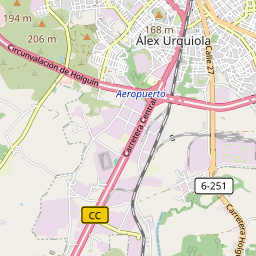 194 m
168 m
206 m
Álex Urquiola
Calle 27
Circunvalación de Holguín
Aeropuerto
Carretera Central
6-251
CC
Carretera Holg